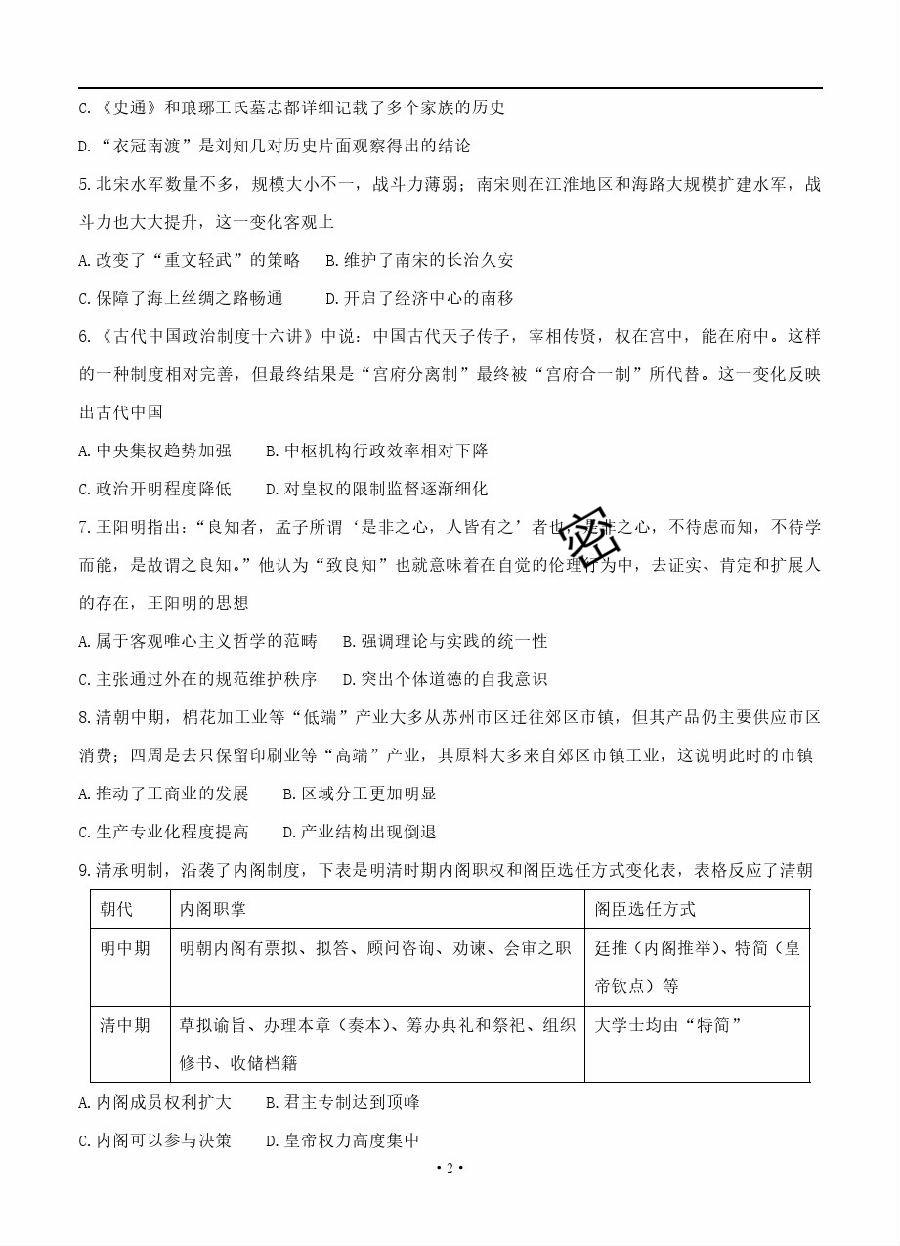 C.《史通》和琅琊王氏墓志都详细记载了多个家族的历史
D.“衣冠南渡”是刘知几对历史片面观察得出的结论
5.北宋水军数量不多，规模大小不一，战斗力薄弱；南宋则在江淮地区和海路大规模扩建水军，战
斗力也大大提升，这一变化客观上
A.改变了“重文轻武”的策略 B.维护了南宋的长治久安
C.保障了海上丝绸之路畅通 D.开启了经济中心的南移
6.《古代中国政治制度十六讲》中说：中国古代天子传子，宰相传贤，权在宫中，能在府中。这样
的一种制度相对完善，但最终结果是“宫府分离制”最终被“宫府合一制”所代替。这一变化反映
出古代中国
A.中央集权趋势加强 B.中枢机构行政效率相对下降
C.政治开明程度降低 D.对皇权的限制监督逐渐细化
7.王阳明指出：“良知者，孟子所谓‘是非之心，人皆有之’者也，是非之心，不待虑而知，不待学
而能，是故谓之良知。”他认为“致良知”也就意味着在自觉的伦理行为中，去证实、肯定和扩展人
的存在，王阳明的思想
A.属于客观唯心主义哲学的范畴 B.强调理论与实践的统一性
C.主张通过外在的规范维护秩序 D.突出个体道德的自我意识
8.清朝中期，棉花加工业等“低端”产业大多从苏州市区迁往郊区市镇，但其产品仍主要供应市区
消费；四周是去只保留印刷业等“高端”产业，其原料大多来自郊区市镇工业，这说明此时的市镇
A.推动了工商业的发展 B.区域分工更加明显
C.生产专业化程度提高 D.产业结构出现倒退
9.清承明制，沿袭了内阁制度，下表是明清时期内阁职权和阁臣选任方式变化表，表格反应了清朝
朝代 内阁职掌 阁臣选任方式
明中期 明朝内阁有票拟、拟答、顾问咨询、劝谏、会审之职 廷推（内阁推举）、特简（皇
帝钦点）等
清中期 草拟谕旨、办理本章（奏本）、筹办典礼和祭祀、组织 大学士均由“特简”
修书、收储档籍
A.内阁成员权利扩大 B.君主专制达到顶峰
C.内阁可以参与决策 D.皇帝权力高度集中
·2·
密